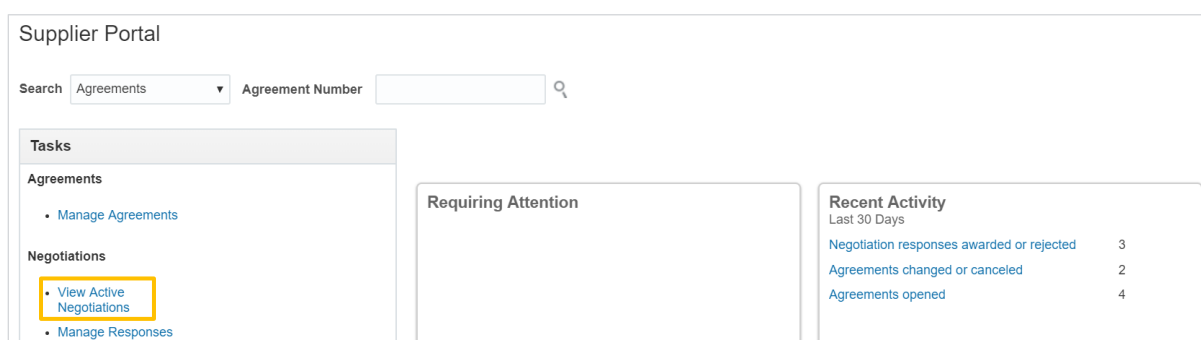 Supplier Portal
Search Agreements Agreement Number
Tasks
Agreements
Manage Agreements
Negotiations
View Active
Negotiations
Manage Responses
Requiring Attention
Recent Activity
Last 30 Days
Negotiation responses awarded or rejected 3
Agreements changed or canceled 2
Agreements opened 4